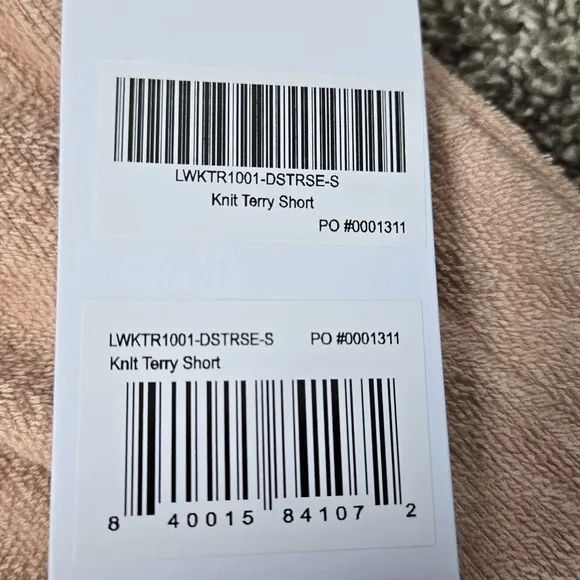 LWKTR1001-DSTRSE-S
Knit Terry Short
PO #0001311
LWKTR1001-DSTRSE-S PO #0001311
Knit Terry Short
8 40015 84107 2